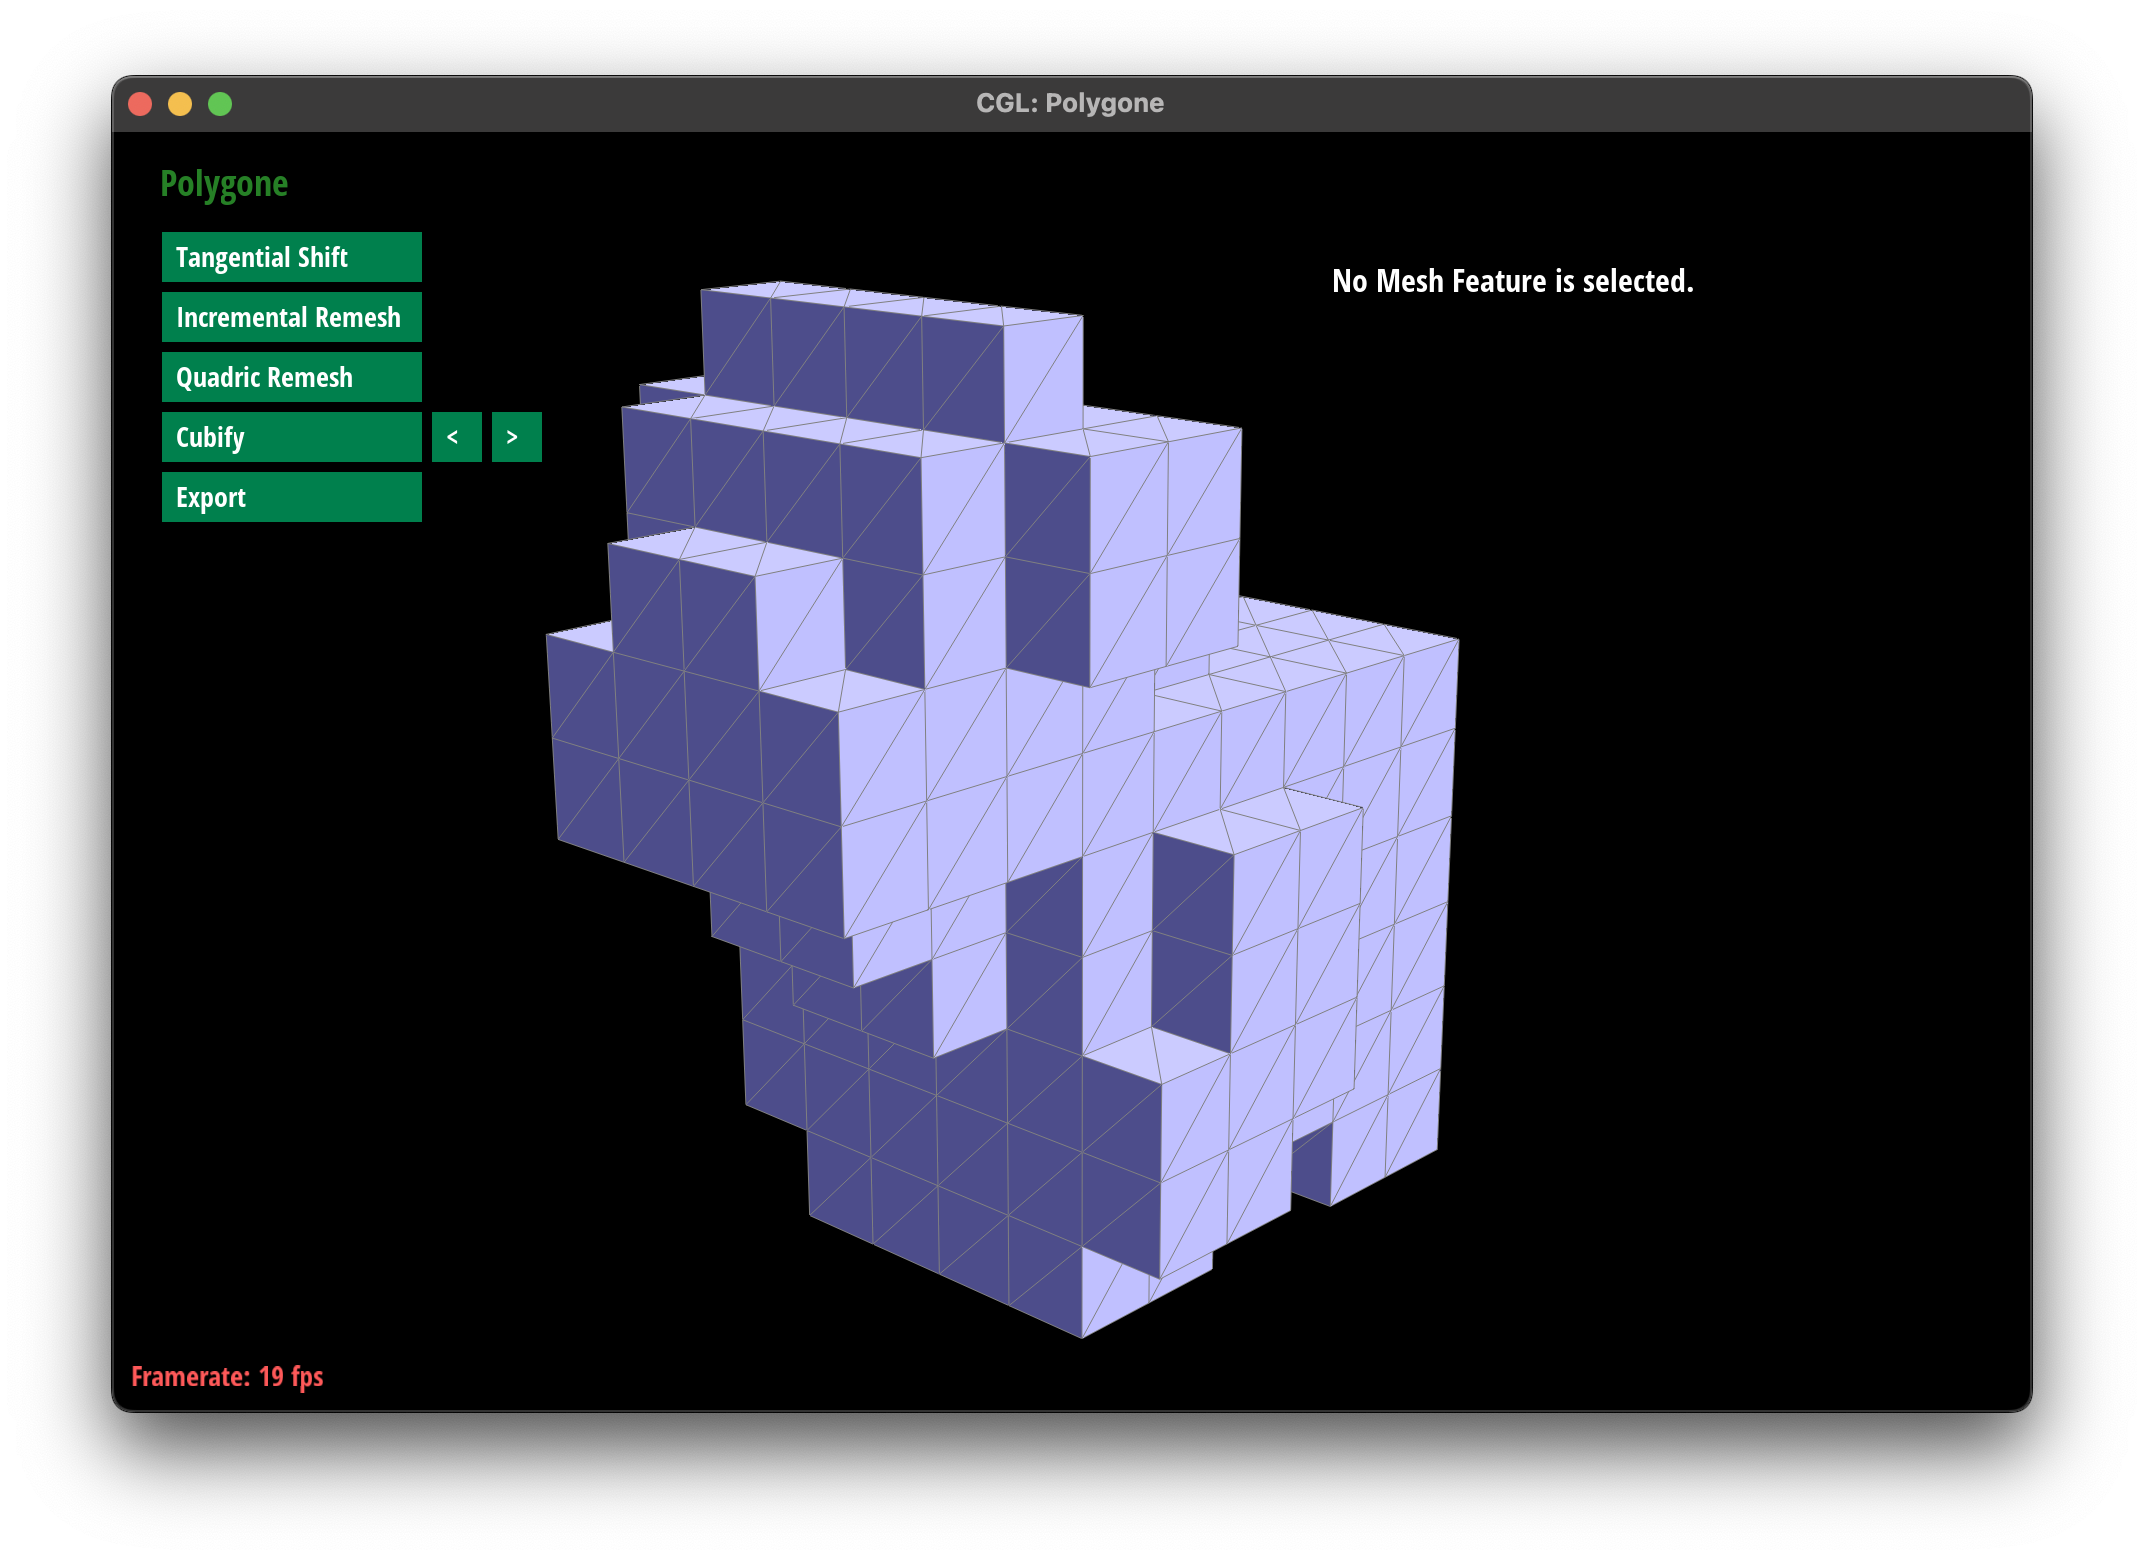 CGL: Polygone
Polygone
Tangential Shift
Incremental Remesh
Quadric Remesh
Cubify < >
Export
No Mesh Feature is selected.
Framerate: 19 fps